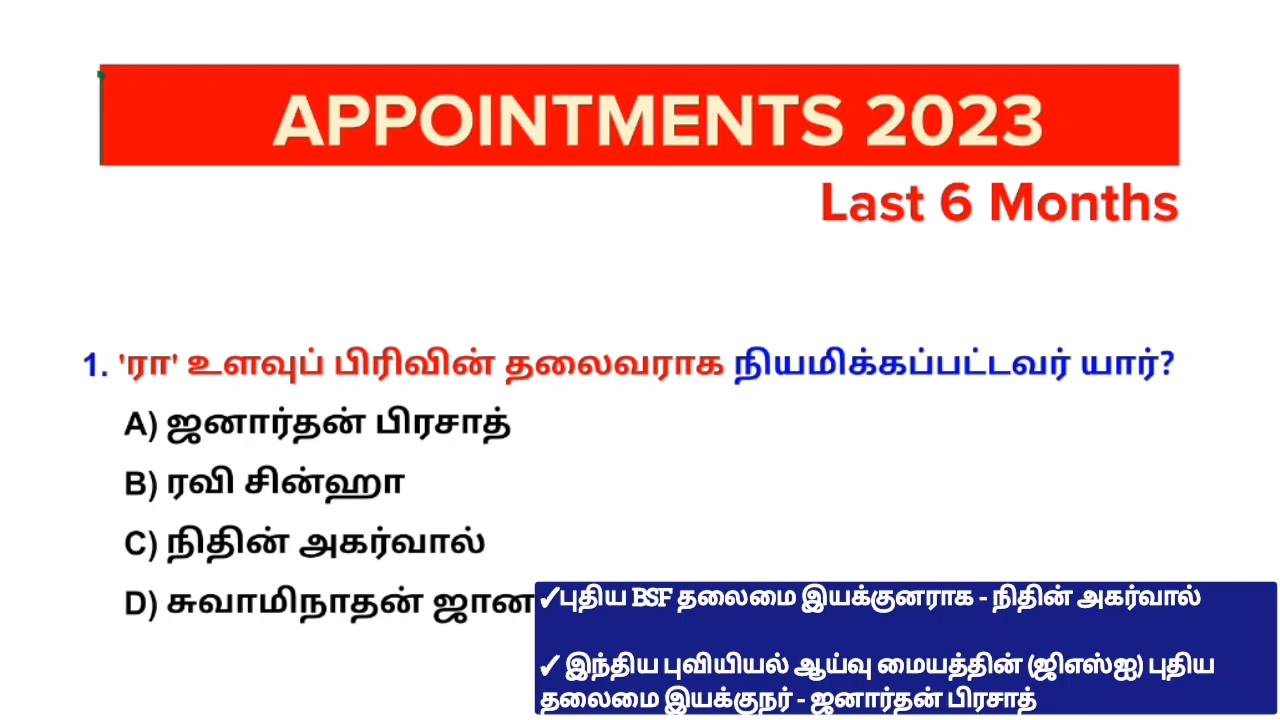 APPOINTMENTS 2023
Last 6 Months
1. 'ரா' உளவுப் பிரிவின் தலைவராக நியமிக்கப்பட்டவர் யார்?
A) ஜனார்தன் பிரசாத்
B) ரவி சின்ஹா
C) நிதின் அகர்வால்
D) சுவாமிநாதன் ஜான
✓புதிய BSF தலைமை இயக்குனராக - நிதின் அகர்வால்
✓ இந்திய புவியியல் ஆய்வு மையத்தின் (ஜிஎஸ்ஐ) புதிய
தலைமை இயக்குநர் - ஜனார்தன் பிரசாத்